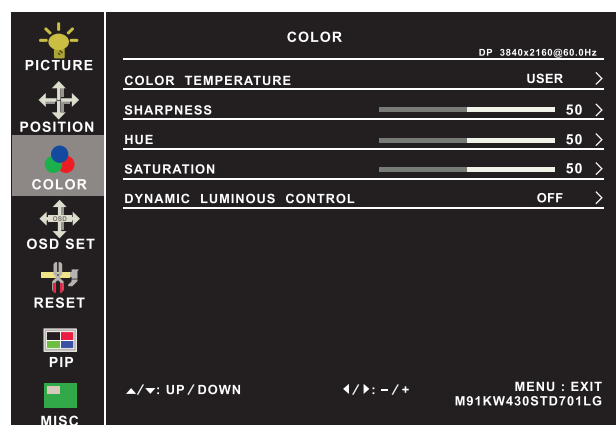 COLOR
DP 3840x2160@60.0Hz
PICTURE
POSITION
COLOR
OSD
OSD SET
RESET
PIP
MISC
COLOR TEMPERATURE USER >
SHARPNESS 50 >
HUE 50 >
SATURATION 50 >
DYNAMIC LUMINOUS CONTROL OFF >
▲/▼: UP/DOWN ◀/▶: -/+ MENU : EXIT
M91KW430STD701LG